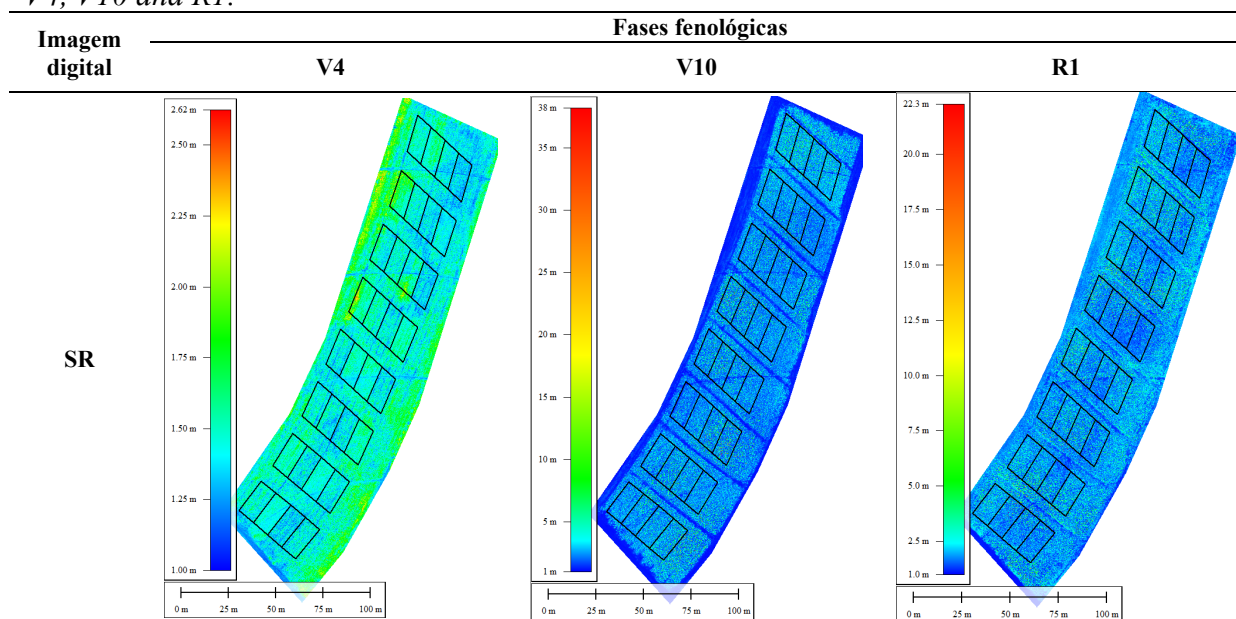 V4, V10 and R1.
Imagem digital
Fases fenológicas
V4
V10
R1
SR
2.62 m
2.50 m
2.25 m
2.00 m
1.75 m
1.50 m
1.25 m
1.00 m
0 m 25 m 50 m 75 m 100 m
38 m
35 m
30 m
25 m
20 m
15 m
10 m
5 m
1 m
0 m 25 m 50 m 75 m 100 m
22.3 m
20.0 m
17.5 m
15.0 m
12.5 m
10.0 m
7.5 m
5.0 m
2.5 m
1.0 m
0 m 25 m 50 m 75 m 100 m